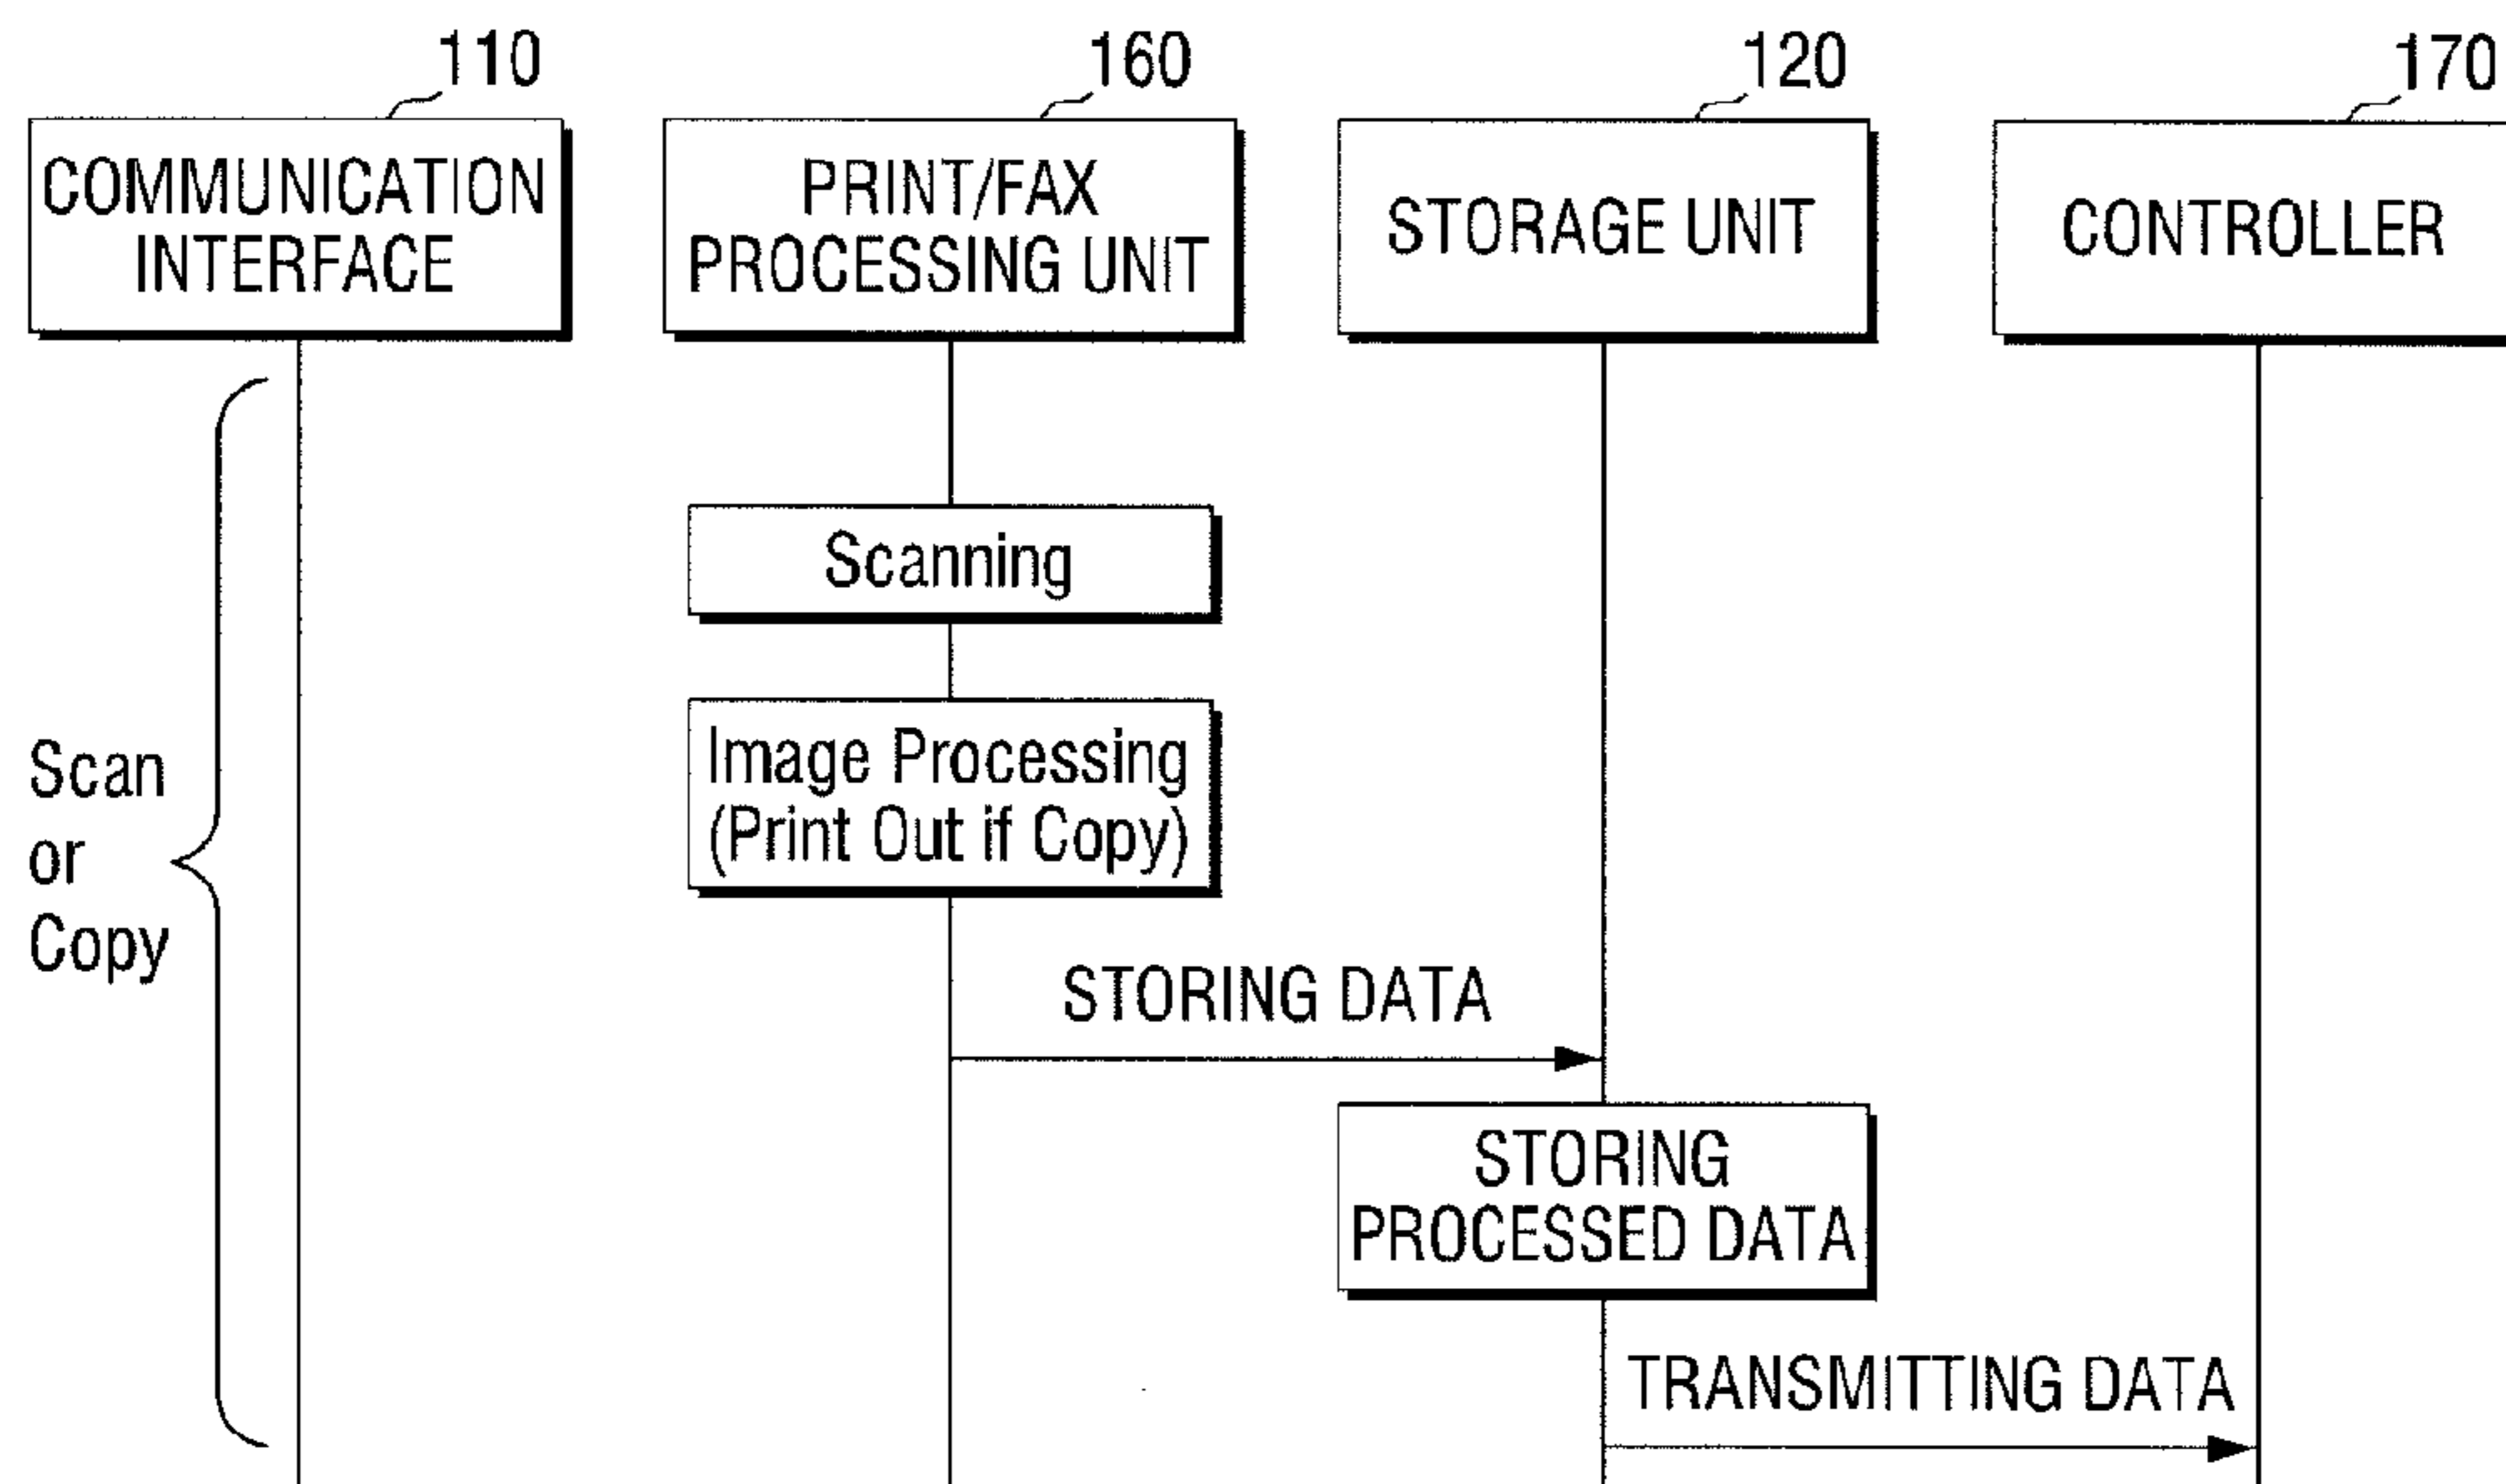 110
160
120
170
COMMUNICATION
INTERFACE
PRINT/FAX
PROCESSING UNIT
STORAGE UNIT
CONTROLLER
Scanning
Image Processing
(Print Out if Copy)
Scan
or
Copy
STORING DATA
STORING
PROCESSED DATA
TRANSMITTING DATA